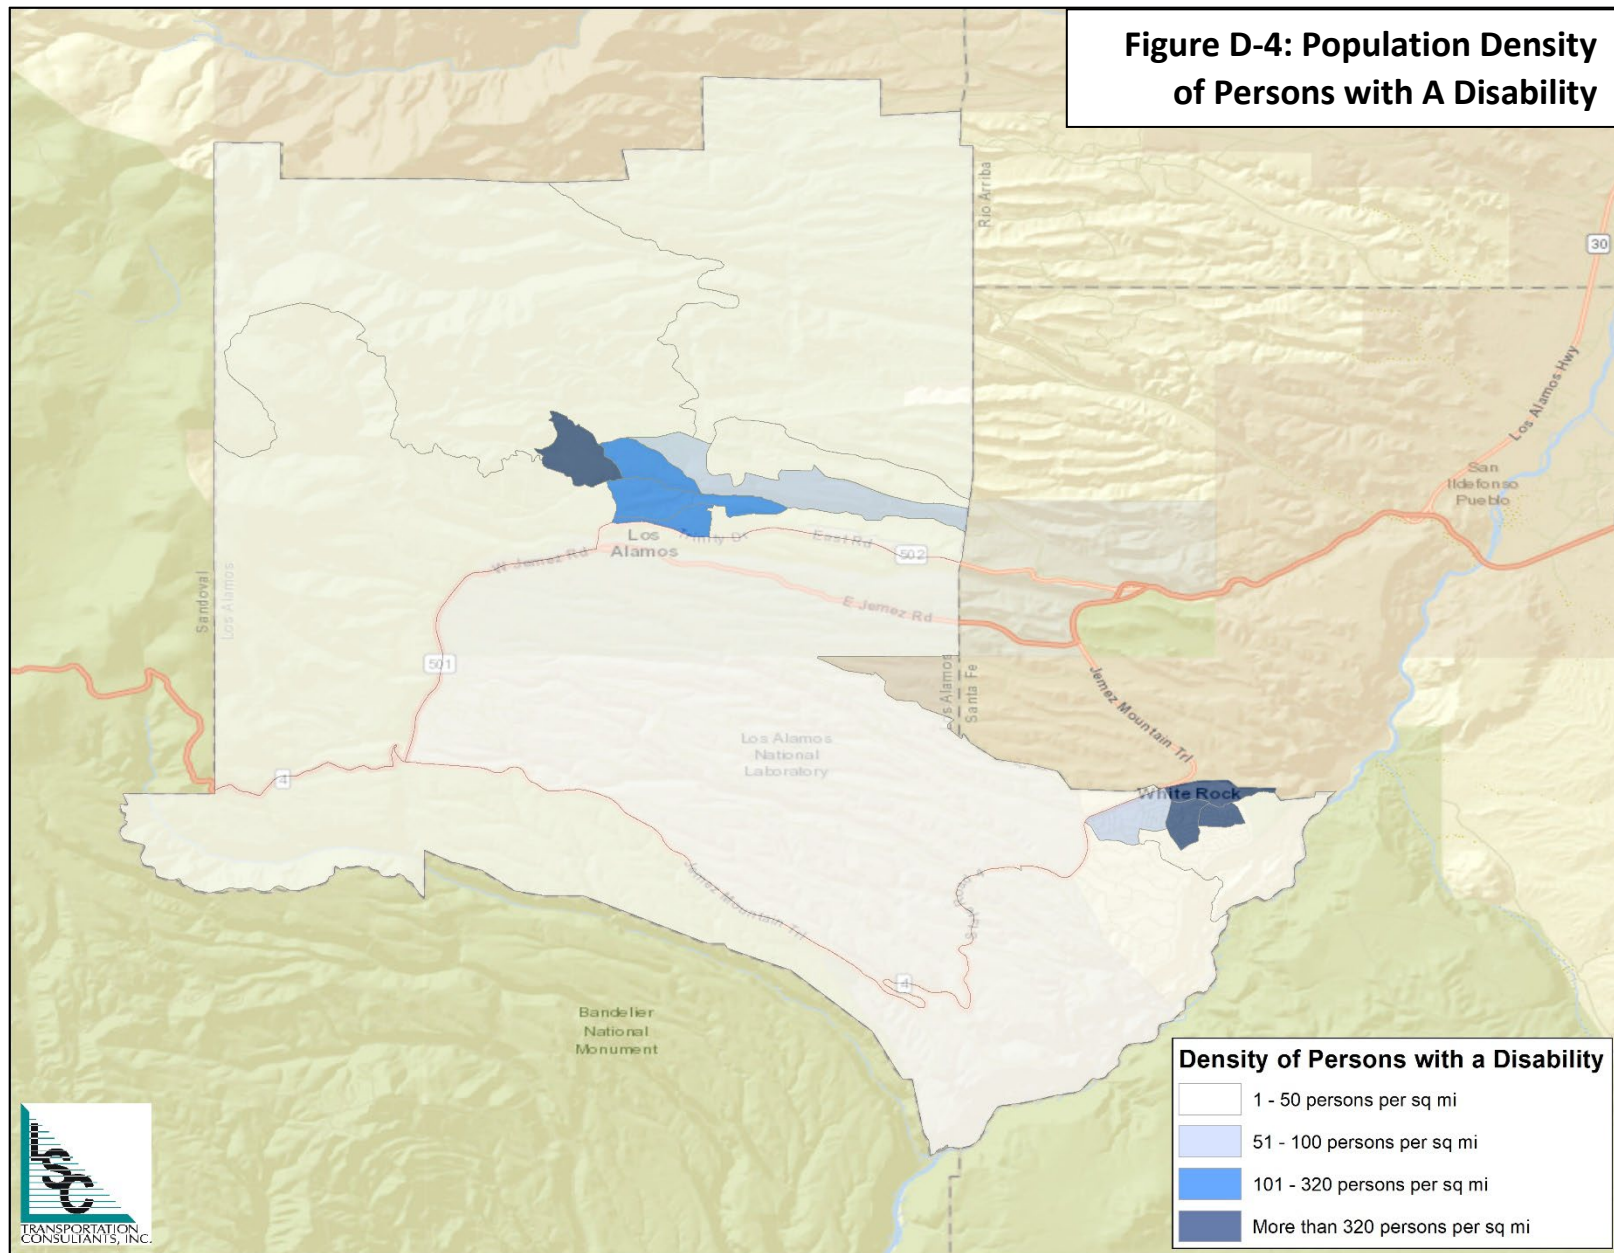 Figure D-4: Population Density
of Persons with A Disability
Rio Arriba
30
Los Alamos Hwy
San
Ildefonso
Pueblo
Los
Alamos
Trinity Dr
East Rd
502
W Jemez Rd
E Jemez Rd
Sandoval
Los Alamos
501
Los Alamos
Santa Fe
Jemez Mountain Trl
Los Alamos
National
Laboratory
4
White Rock
Jemez Mountain Trl
4
Bandelier
National
Monument
Density of Persons with a Disability
1 - 50 persons per sq mi
51 - 100 persons per sq mi
101 - 320 persons per sq mi
More than 320 persons per sq mi
LSC
TRANSPORTATION
CONSULTANTS, INC.